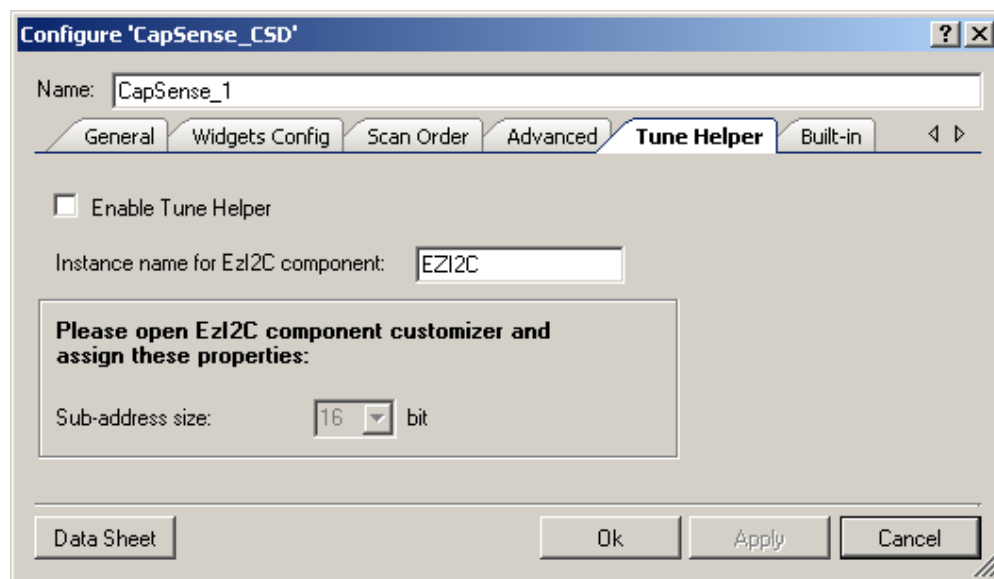 Configure 'CapSense_CSD'
Name: CapSense_1
General Widgets Config Scan Order Advanced Tune Helper Built-in
Enable Tune Helper
Instance name for EzI2C component: EZI2C
Please open EzI2C component customizer and
assign these properties:
Sub-address size: 16 bit
Data Sheet Ok Apply Cancel